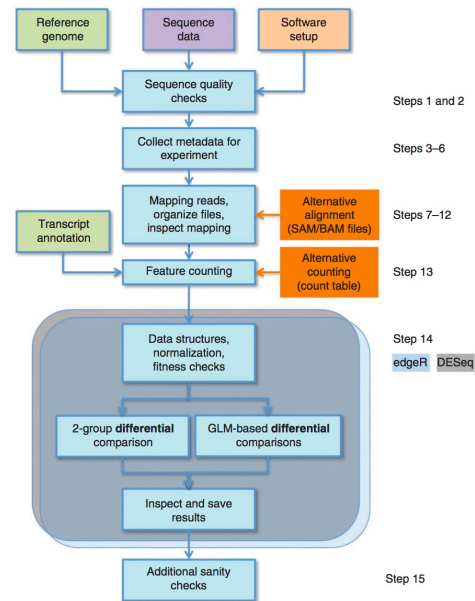 Reference
genome
Sequence
data
Software
setup
Sequence quality
checks
Steps 1 and 2
Collect metadata for
experiment
Steps 3–6
Mapping reads,
organize files,
inspect mapping
Alternative
alignment
(SAM/BAM files)
Steps 7–12
Transcript
annotation
Feature counting
Alternative
counting
(count table)
Step 13
Data structures,
normalization,
fitness checks
Step 14
edgeR DESeq
2-group differential
comparison
GLM-based differential
comparisons
Inspect and save
results
Additional sanity
checks
Step 15